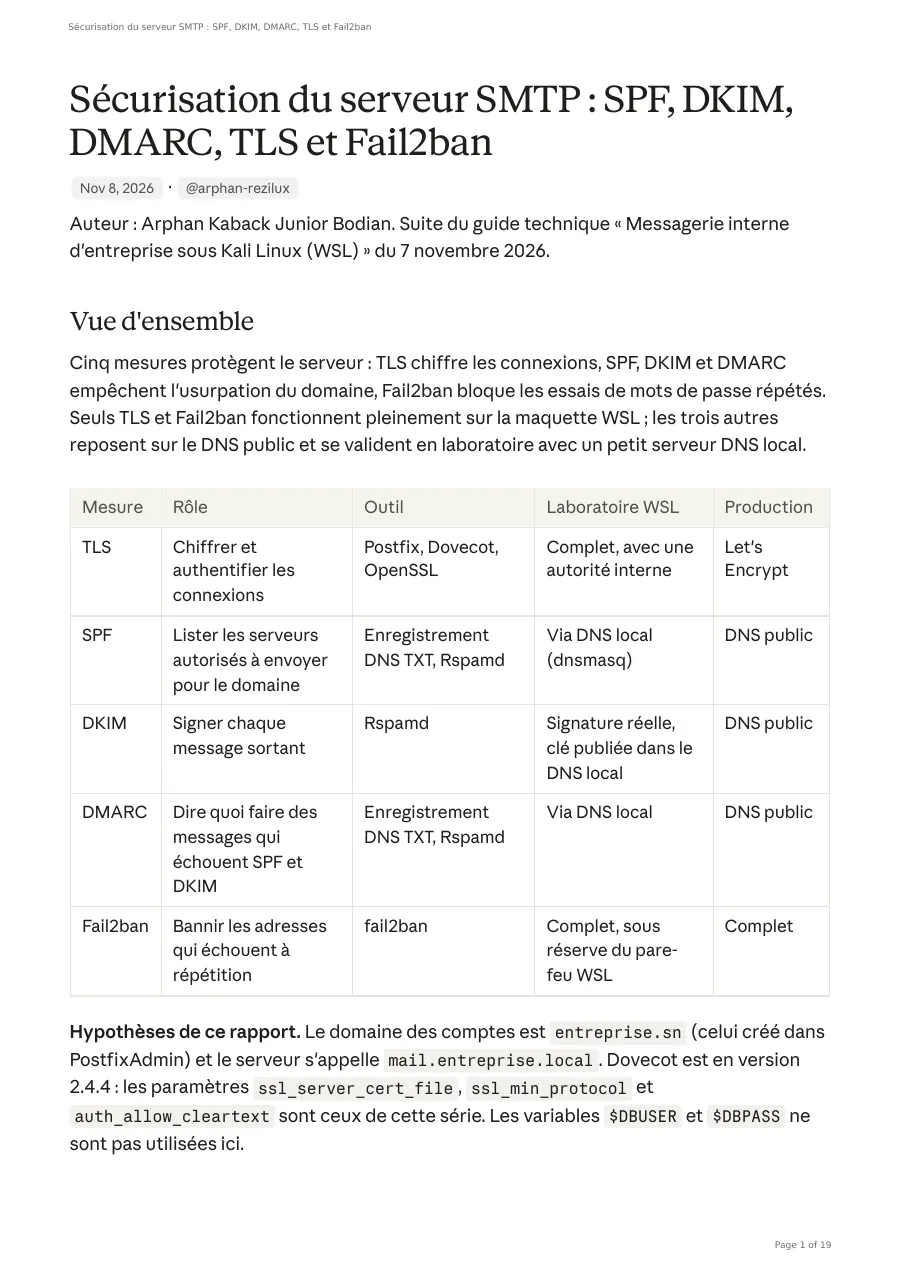 Sécurisation du serveur SMTP : SPF, DKIM, DMARC, TLS et Fail2ban
Sécurisation du serveur SMTP : SPF, DKIM,
DMARC, TLS et Fail2ban
Nov 8, 2026 · @arphan-rezilux
Auteur : Arphan Kaback Junior Bodian. Suite du guide technique « Messagerie interne
d'entreprise sous Kali Linux (WSL) » du 7 novembre 2026.
Vue d'ensemble
Cinq mesures protègent le serveur : TLS chiffre les connexions, SPF, DKIM et DMARC
empêchent l'usurpation du domaine, Fail2ban bloque les essais de mots de passe répétés.
Seuls TLS et Fail2ban fonctionnent pleinement sur la maquette WSL ; les trois autres
reposent sur le DNS public et se valident en laboratoire avec un petit serveur DNS local.
Mesure Rôle Outil Laboratoire WSL Production
TLS Chiffrer et Postfix, Dovecot, Complet, avec une Let's
authentifier les OpenSSL autorité interne Encrypt
connexions
SPF Lister les serveurs Enregistrement Via DNS local DNS public
autorisés à envoyer DNS TXT, Rspamd (dnsmasq)
pour le domaine
DKIM Signer chaque Rspamd Signature réelle, DNS public
message sortant clé publiée dans le
DNS local
DMARC Dire quoi faire des Enregistrement Via DNS local DNS public
messages qui DNS TXT, Rspamd
échouent SPF et
DKIM
Fail2ban Bannir les adresses fail2ban Complet, sous Complet
qui échouent à réserve du pare-
répétition feu WSL
Hypothèses de ce rapport. Le domaine des comptes est entreprise.sn (celui créé dans
PostfixAdmin) et le serveur s'appelle mail.entreprise.local. Dovecot est en version
2.4.4 : les paramètres ssl_server_cert_file, ssl_min_protocol et
auth_allow_cleartext sont ceux de cette série. Les variables $DBUSER et $DBPASS ne
sont pas utilisées ici.
Page 1 of 19